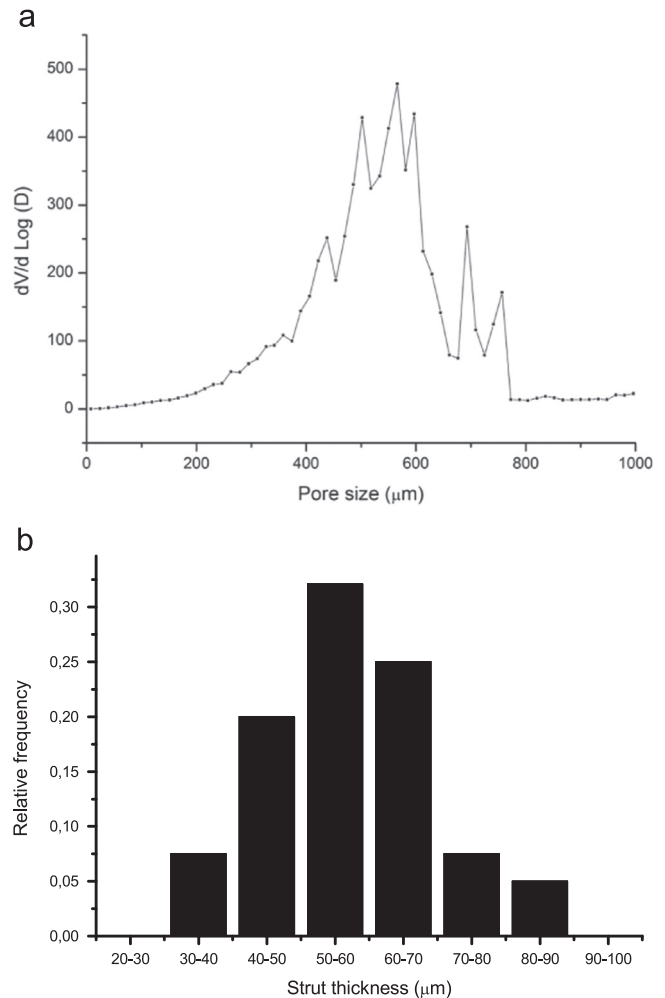 a
500
400
300
200
100
0
dV/d Log (D)
0 200 400 600 800 1000
Pore size (μm)
b
0,30
0,25
0,20
0,15
0,10
0,05
0,00
Relative frequency
20-30 30-40 40-50 50-60 60-70 70-80 80-90 90-100
Strut thickness (μm)